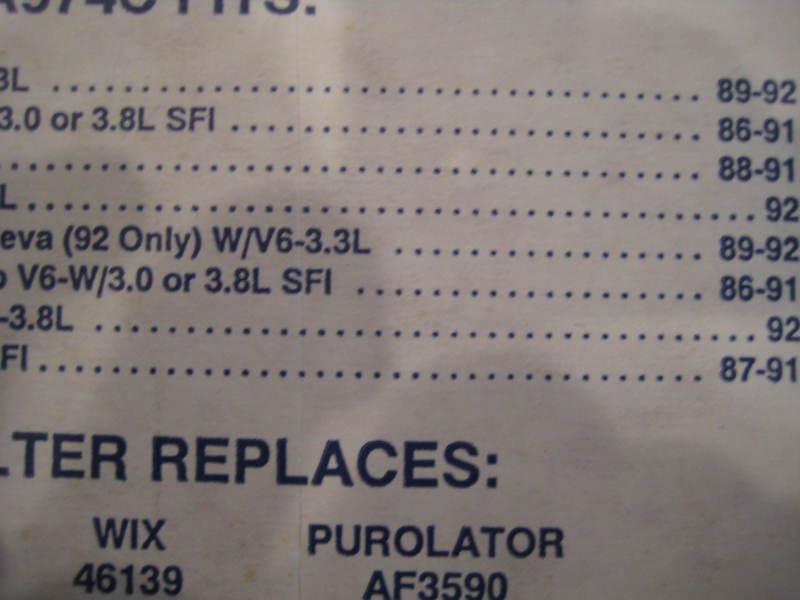 A974C FITS:
3L ........................................ 89-92
3.0 or 3.8L SFI ............................. 86-91
........................................... 88-91
L ............................................. 92
eva (92 Only) W/V6-3.3L ................... 89-92
o V6-W/3.0 or 3.8L SFI ..................... 86-91
-3.8L ........................................ 92
FI ........................................ 87-91
LTER REPLACES:
WIX PUROLATOR
46139 AF3590